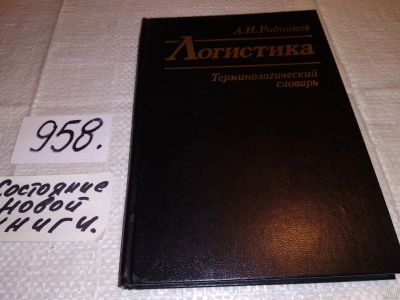 А.Н. Родников
Логистика
Терминологический
словарь
958.
Состояние
новой
книги.